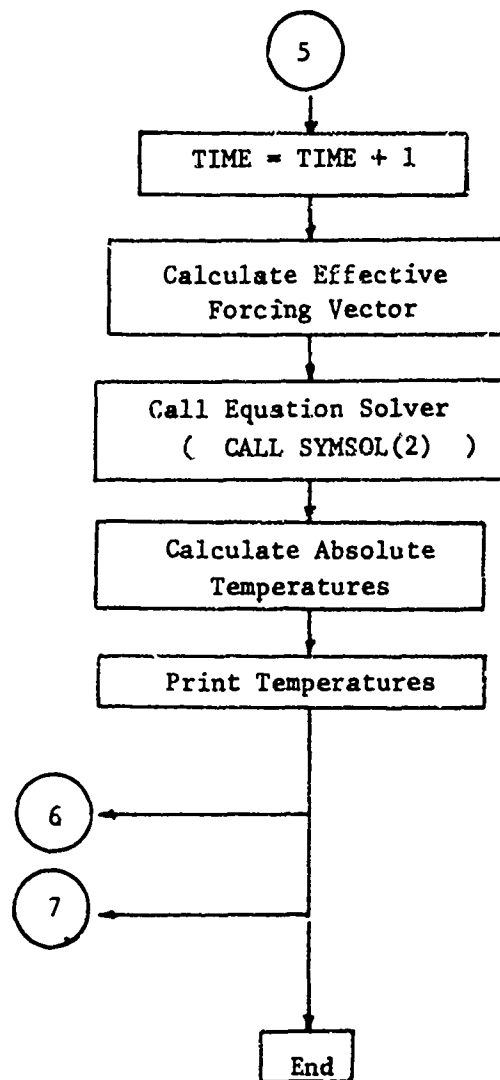 5
TIME = TIME + 1
Calculate Effective
Forcing Vector
Call Equation Solver
( CALL SYMSOL(2) )
Calculate Absolute
Temperatures
Print Temperatures
6
7
End